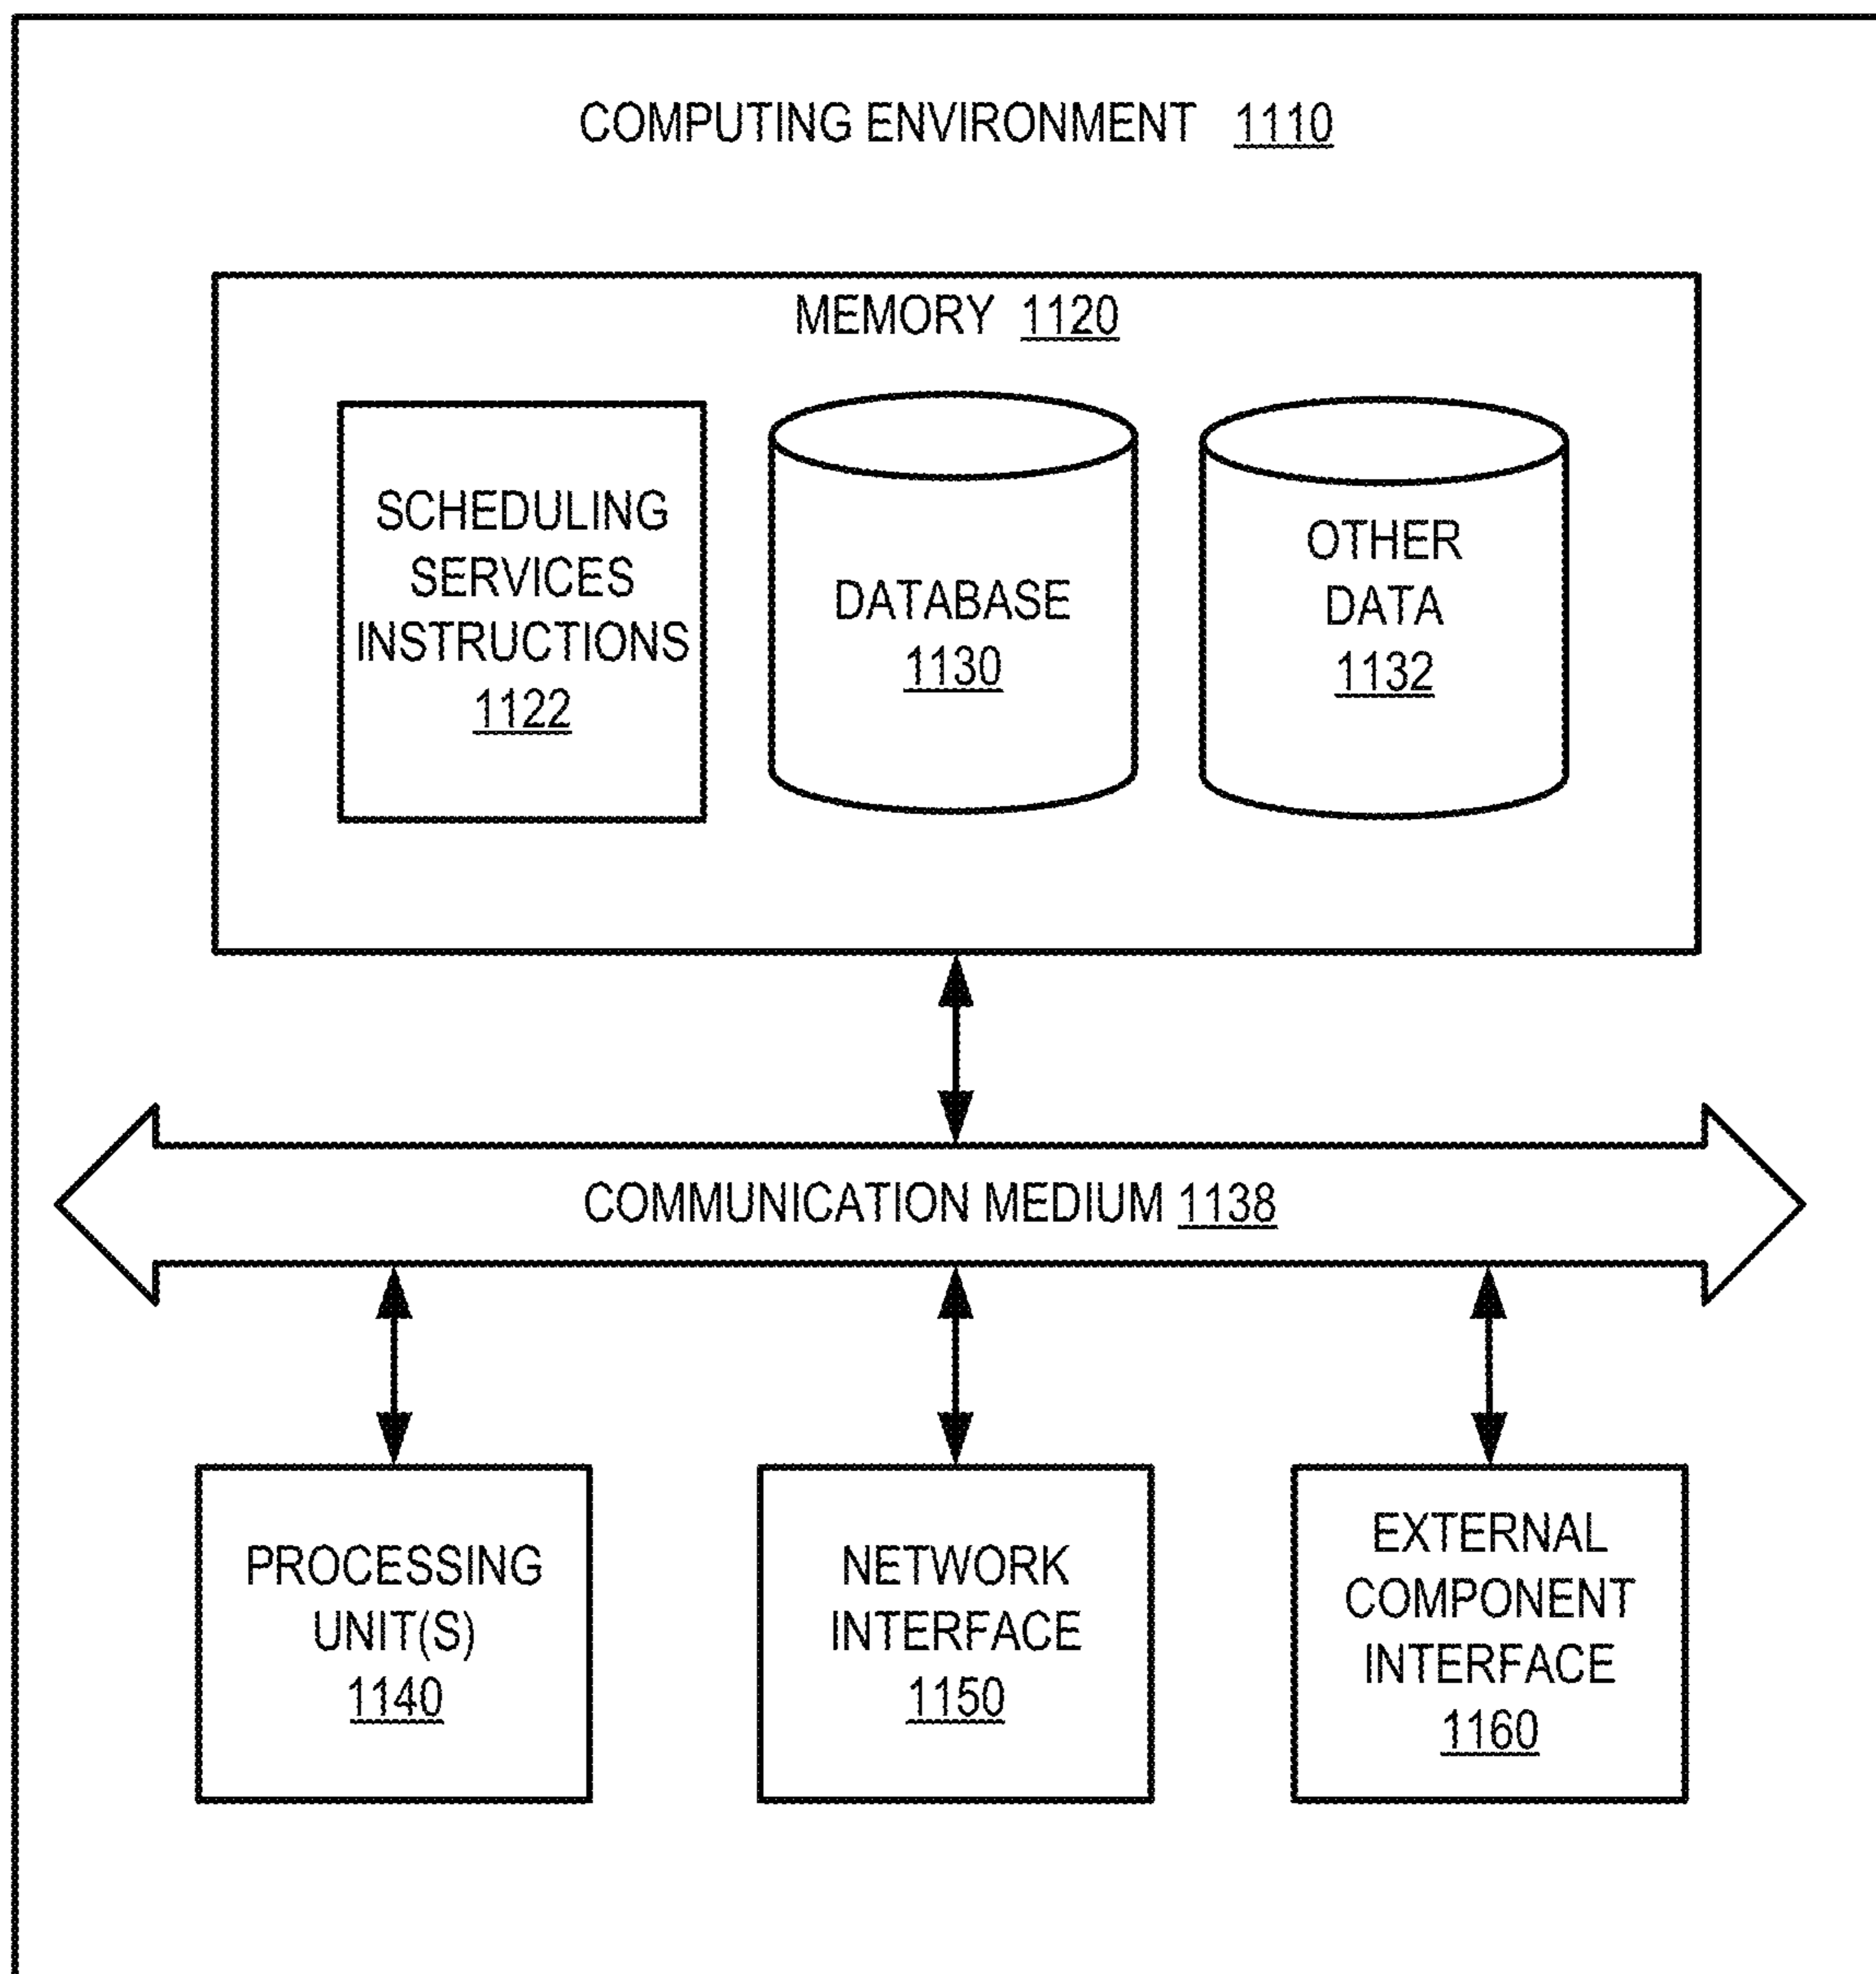 COMPUTING ENVIRONMENT 1110
MEMORY 1120
SCHEDULING
SERVICES
INSTRUCTIONS
1122
DATABASE
1130
OTHER
DATA
1132
COMMUNICATION MEDIUM 1138
PROCESSING
UNIT(S)
1140
NETWORK
INTERFACE
1150
EXTERNAL
COMPONENT
INTERFACE
1160